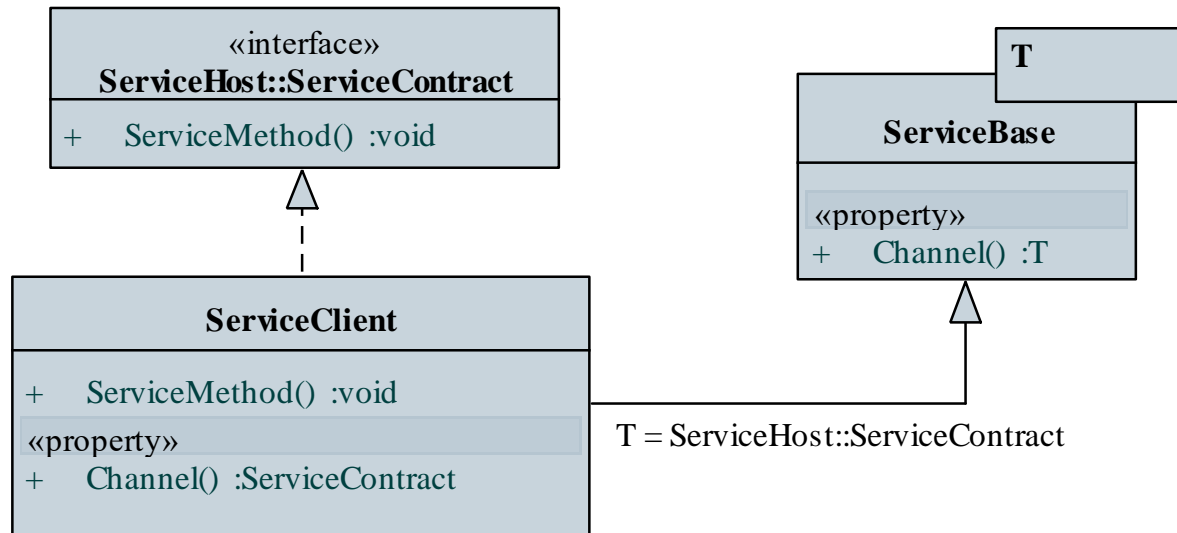 «interface»
ServiceHost::ServiceContract
+ ServiceMethod() :void
T
ServiceBase
«property»
+ Channel() :T
ServiceClient
+ ServiceMethod() :void
«property»
+ Channel() :ServiceContract
T = ServiceHost::ServiceContract